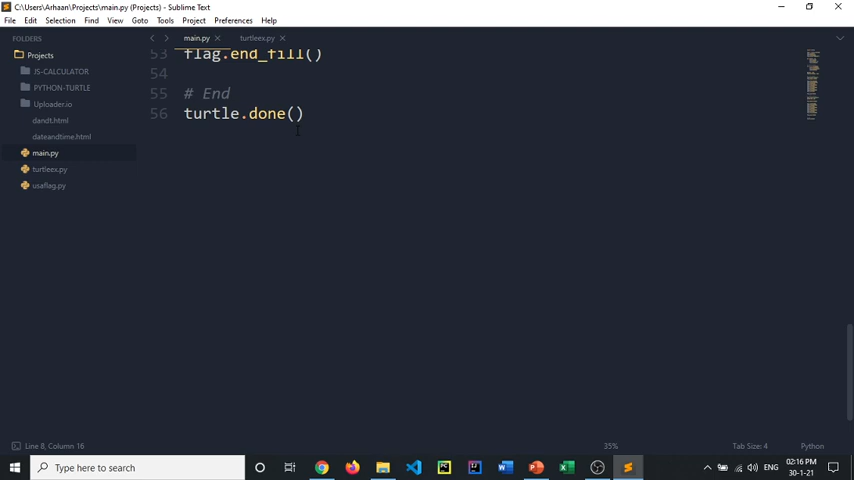 C:\Users\Arhaan\Projects\main.py (Projects) - Sublime Text
File Edit Selection Find Views Goto Tools Project Preferences Help
FOLDERS
Projects
JS-CALCULATOR
PYTHON-TURTLE
Uploader.io
dandt.html
dateandtime.html
main.py
turtleex.py
usaflag.py
main.py
turtleex.py
53 flag.end_fill()
54
55 # End
56 turtle.done()
Line 8, Column 16
35%
Tab Size: 4
Python
Type here to search
ENG
02:16 PM
30-1-21